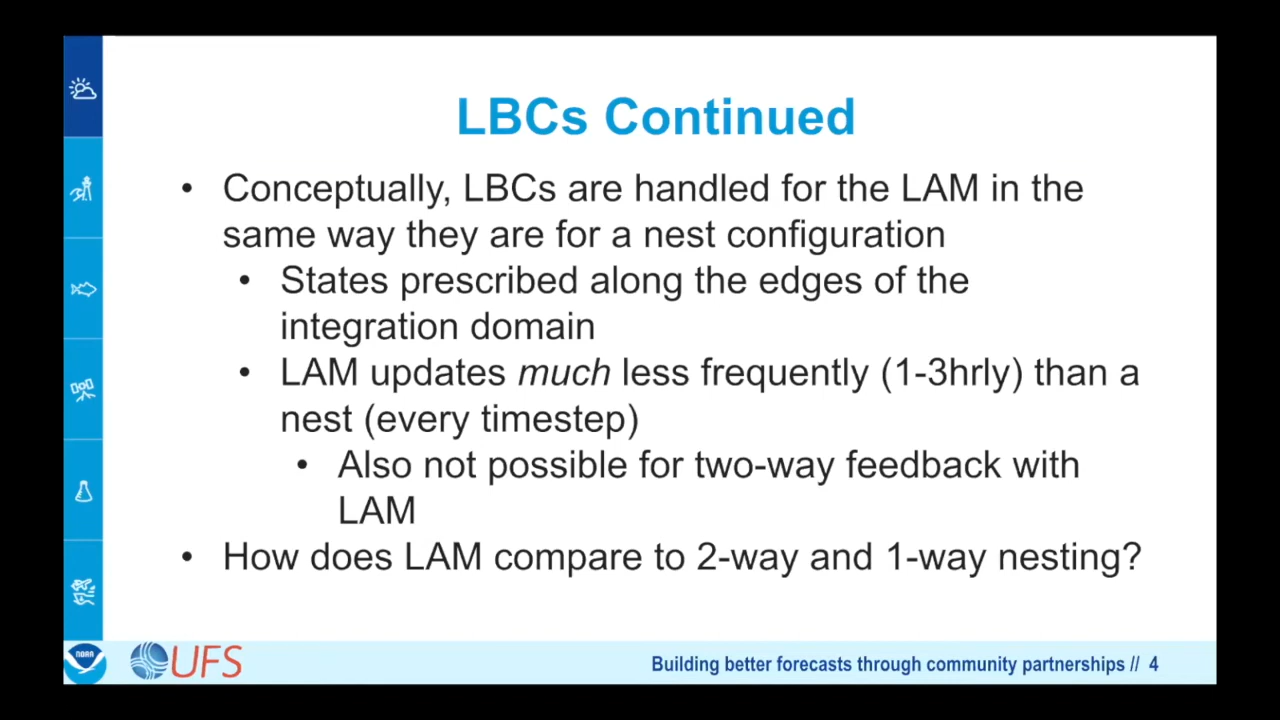 LBCs Continued
• Conceptually, LBCs are handled for the LAM in the
same way they are for a nest configuration
• States prescribed along the edges of the
integration domain
• LAM updates much less frequently (1-3hrly) than a
nest (every timestep)
• Also not possible for two-way feedback with
LAM
• How does LAM compare to 2-way and 1-way nesting?
NOAA
UFS
Building better forecasts through community partnerships // 4